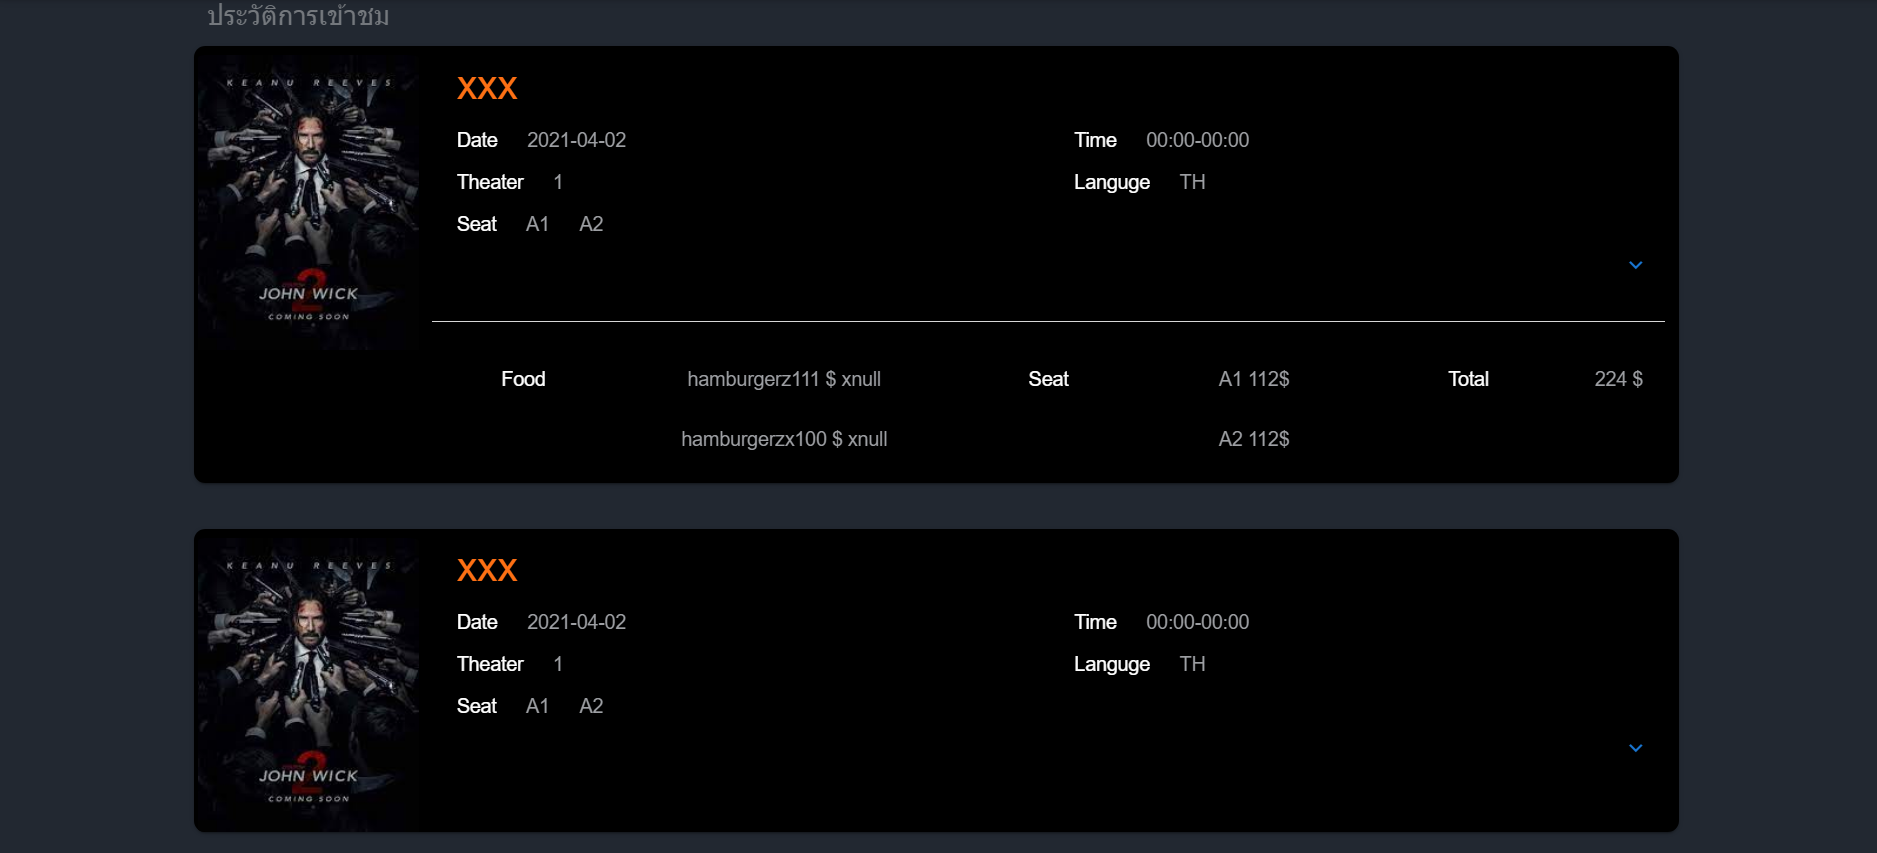 ประวัติการเข้าชม
KEANU REEVES
XXX
Date 2021-04-02 Time 00:00-00:00
Theater 1 Languge TH
Seat A1 A2
2
JOHN WICK
COMING SOON
Food hamburgerz111 $ xnull Seat A1 112$ Total 224 $
hamburgerzx100 $ xnull A2 112$
KEANU REEVES
XXX
Date 2021-04-02 Time 00:00-00:00
Theater 1 Languge TH
Seat A1 A2
2
JOHN WICK
COMING SOON